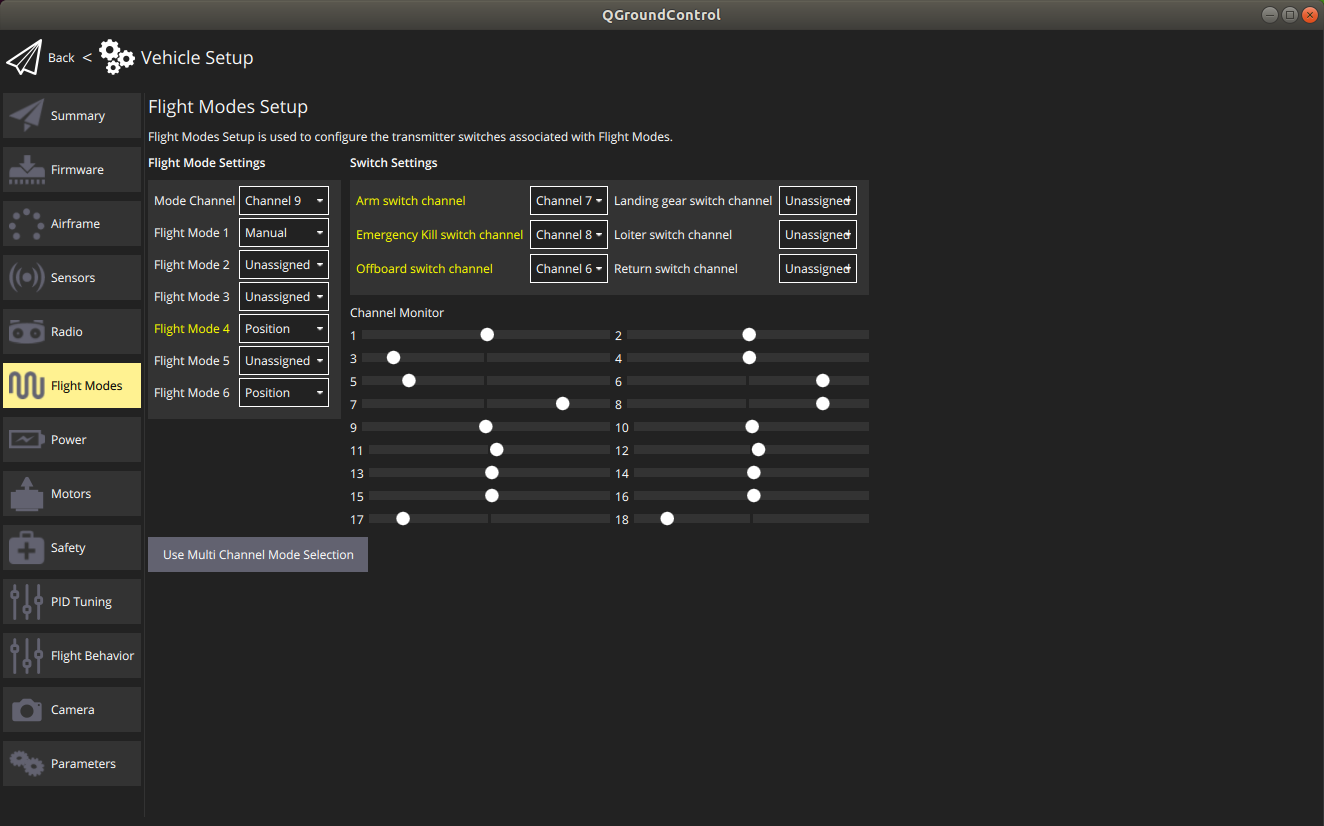 QGroundControl
Back < Vehicle Setup
Summary
Firmware
Airframe
Sensors
Radio
Flight Modes
Power
Motors
Safety
PID Tuning
Flight Behavior
Camera
Parameters
Flight Modes Setup
Flight Modes Setup is used to configure the transmitter switches associated with Flight Modes.
Flight Mode Settings
Mode Channel Channel 9
Flight Mode 1 Manual
Flight Mode 2 Unassigned
Flight Mode 3 Unassigned
Flight Mode 4 Position
Flight Mode 5 Unassigned
Flight Mode 6 Position
Switch Settings
Arm switch channel Channel 7 Landing gear switch channel Unassigned
Emergency Kill switch channel Channel 8 Loiter switch channel Unassigned
Offboard switch channel Channel 6 Return switch channel Unassigned
Channel Monitor
1 2
3 4
5 6
7 8
9 10
11 12
13 14
15 16
17 18
Use Multi Channel Mode Selection